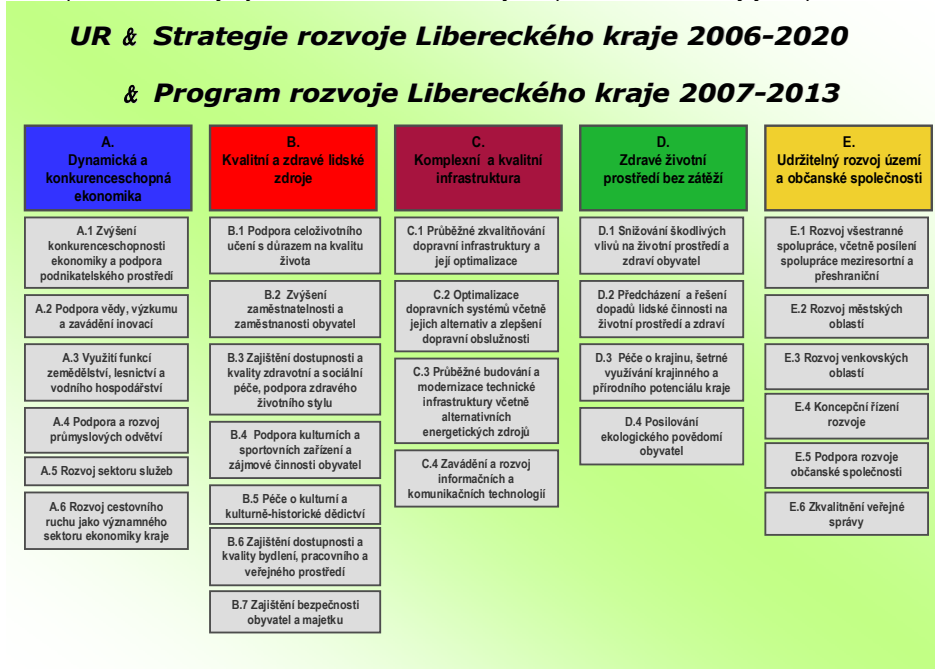 UR & Strategie rozvoje Libereckého kraje 2006-2020
& Program rozvoje Libereckého kraje 2007-2013
A.
Dynamická a
konkurenceschopná
ekonomika
A.1 Zvýšení
konkurenceschopnosti
ekonomiky a podpora
podnikatelského prostředí
A.2 Podpora vědy, výzkumu
a zavádění inovací
A.3 Využití funkcí
zemědělství, lesnictví a
vodního hospodářství
A.4 Podpora a rozvoj
průmyslových odvětví
A.5 Rozvoj sektoru služeb
A.6 Rozvoj cestovního
ruchu jako významného
sektoru ekonomiky kraje
B.
Kvalitní a zdravé lidské
zdroje
B.1 Podpora celoživotního
učení s důrazem na kvalitu
života
B.2 Zvýšení
zaměstnatelnosti a
zaměstnanosti obyvatel
B.3 Zajištění dostupnosti a
kvality zdravotní a sociální
péče, podpora zdravého
životního stylu
B.4 Podpora kulturních a
sportovních zařízení a
zájmové činnosti obyvatel
B.5 Péče o kulturní a
kulturně-historické dědictví
B.6 Zajištění dostupnosti a
kvality bydlení, pracovního a
veřejného prostředí
B.7 Zajištění bezpečnosti
obyvatel a majetku
C.
Komplexní a kvalitní
infrastruktura
C.1 Průběžné zkvalitňování
dopravní infrastruktury a
její optimalizace
C.2 Optimalizace
dopravních systémů včetně
jejich alternativ a zlepšení
dopravní obslužnosti
C.3 Průběžné budování a
modernizace technické
infrastruktury včetně
alternativních
energetických zdrojů
C.4 Zavádění a rozvoj
informačních a
komunikačních technologií
D.
Zdravé životní
prostředí bez zátěží
D.1 Snižování škodlivých
vlivů na životní prostředí a
zdraví obyvatel
D.2 Předcházení a řešení
dopadů lidské činnosti na
životní prostředí a zdraví
D.3 Péče o krajinu, šetrné
využívání krajinného a
přírodního potenciálu kraje
D.4 Posilování
ekologického povědomí
obyvatel
E.
Udržitelný rozvoj území
a občanské společnosti
E.1 Rozvoj všestranné
spolupráce, včetně posílení
spolupráce meziresortní a
přeshraniční
E.2 Rozvoj městských
oblastí
E.3 Rozvoj venkovských
oblastí
E.4 Koncepční řízení
rozvoje
E.5 Podpora rozvoje
občanské společnosti
E.6 Zkvalitnění veřejné
správy